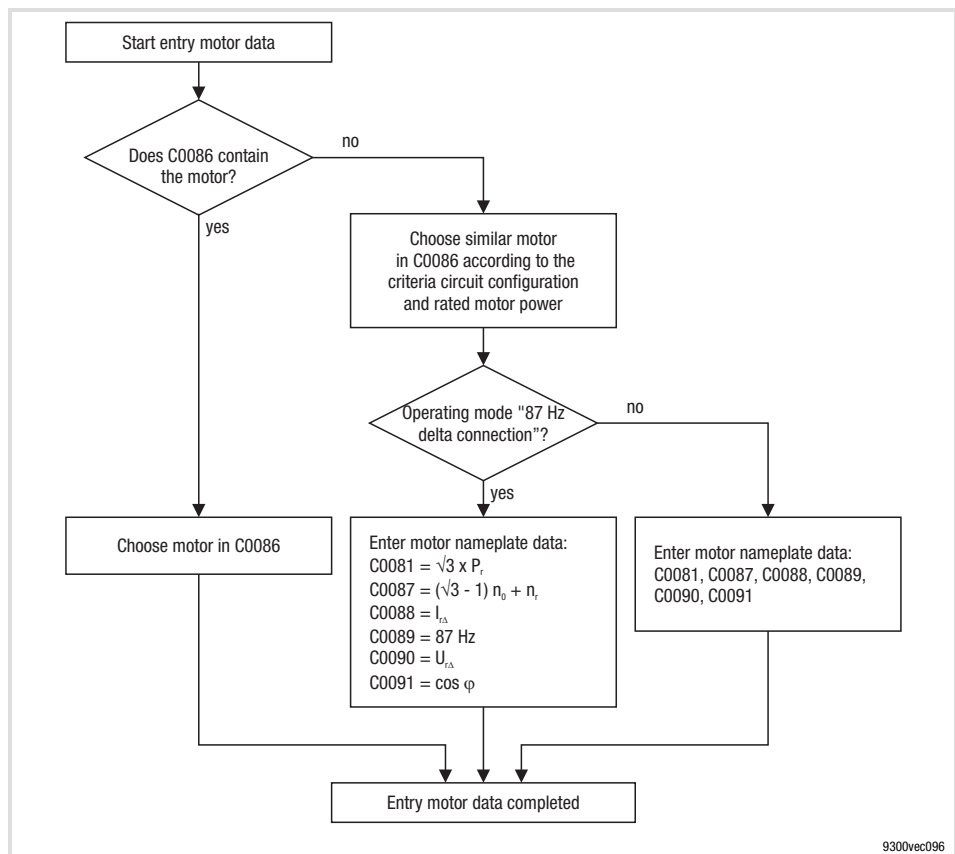 Start entry motor data
Does C0086 contain
the motor?
no
yes
Choose similar motor
in C0086 according to the
criteria circuit configuration
and rated motor power
Operating mode "87 Hz
delta connection”?
no
yes
Choose motor in C0086
Enter motor nameplate data:
C0081 = √3 x Pr
C0087 = (√3 - 1) n0 + nr
C0088 = IrΔ
C0089 = 87 Hz
C0090 = UrΔ
C0091 = cos φ
Enter motor nameplate data:
C0081, C0087, C0088, C0089,
C0090, C0091
Entry motor data completed
9300vec096